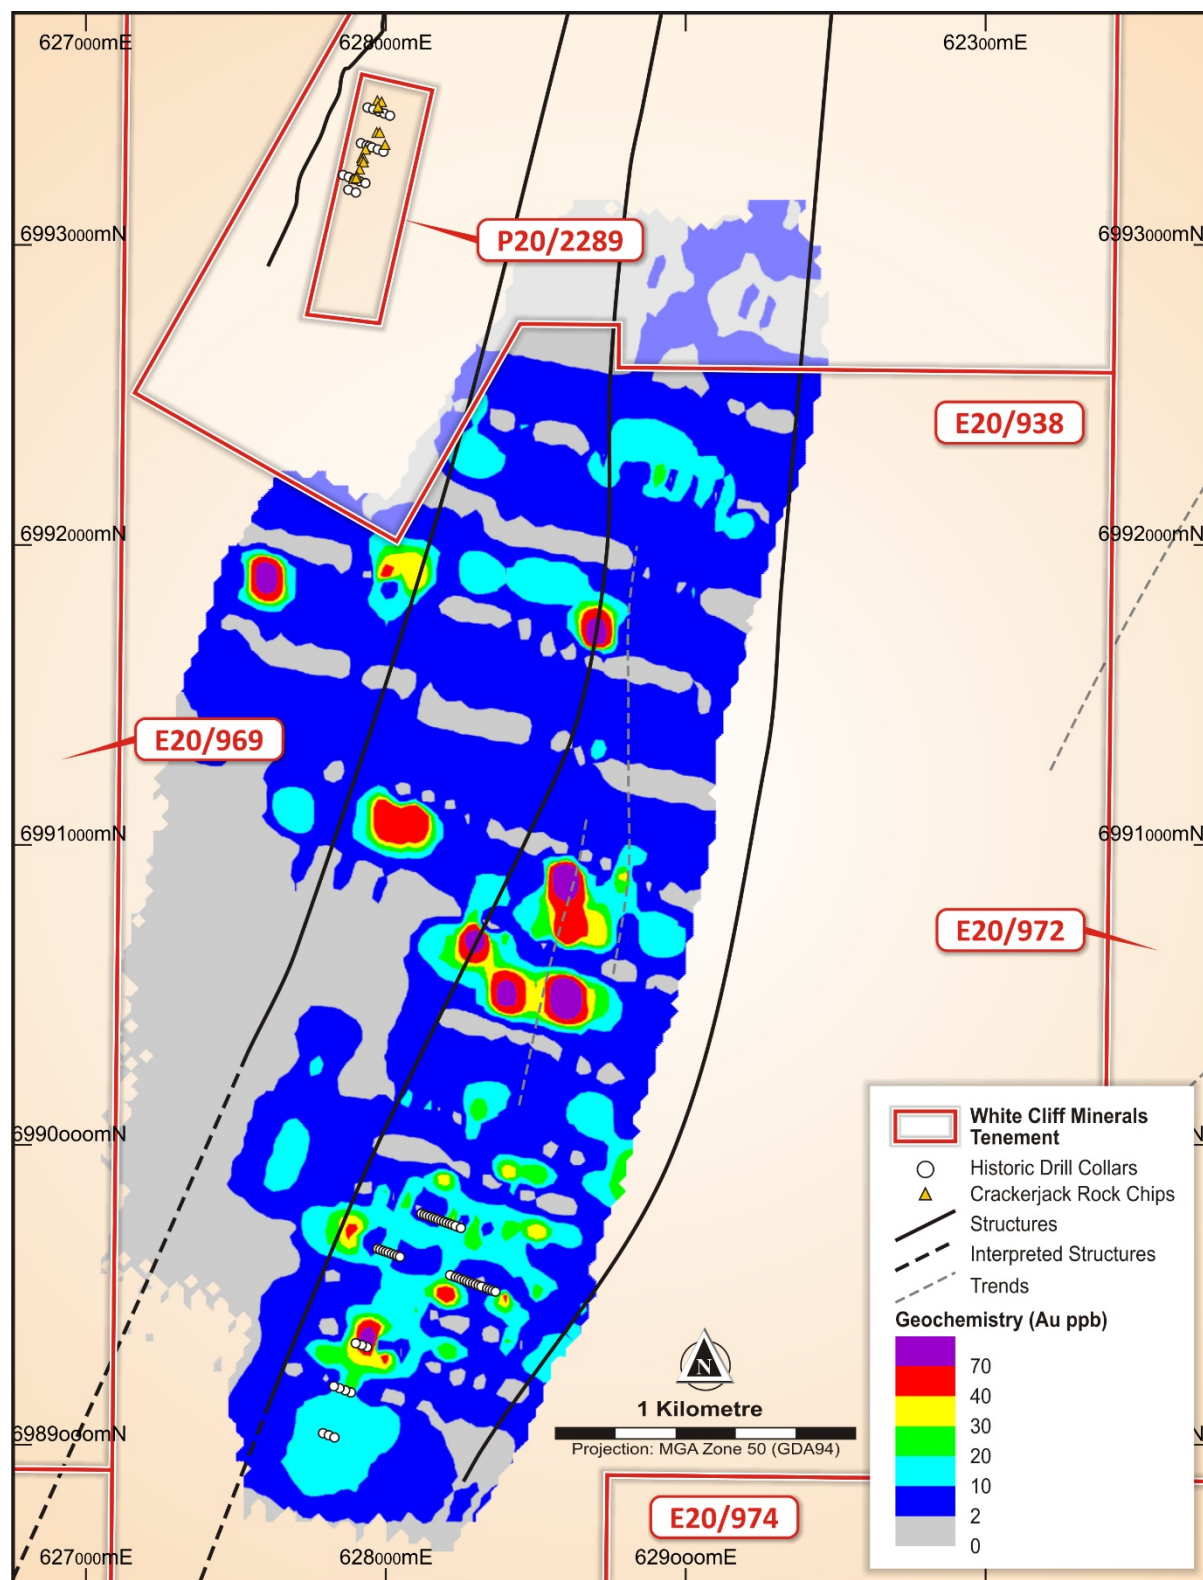 627000mE 628000mE 62300mE
P20/2289
6993000mN 6993000mN
E20/938
6992000mN 6992000mN
E20/969
6991000mN 6991000mN
E20/972
6990000mN N
White Cliff Minerals
Tenement
Historic Drill Collars
Crackerjack Rock Chips
Structures
Interpreted Structures
Trends
Geochemistry (Au ppb)
70
40
30
20
10
2
0
N
1 Kilometre
Projection: MGA Zone 50 (GDA94)
6989000mN N
E20/974
627000mE 628000mE 629000mE